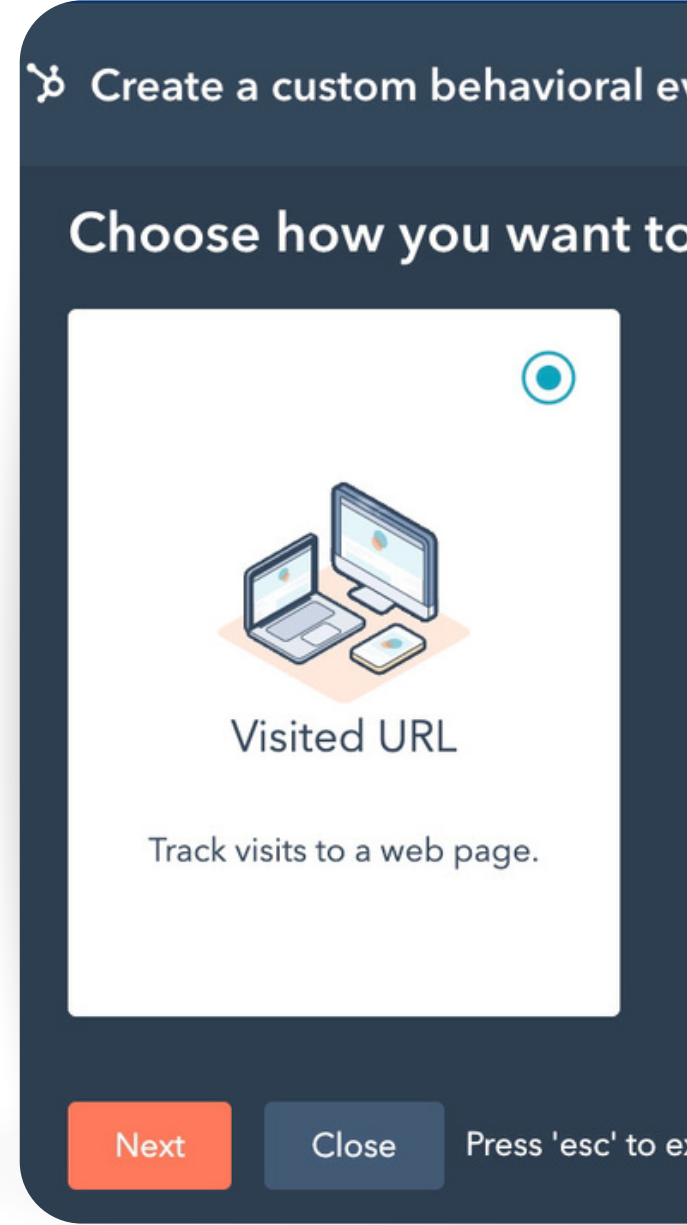 Create a custom behavioral ev
Choose how you want to
Visited URL
Track visits to a web page.
Next
Close
Press 'esc' to ex